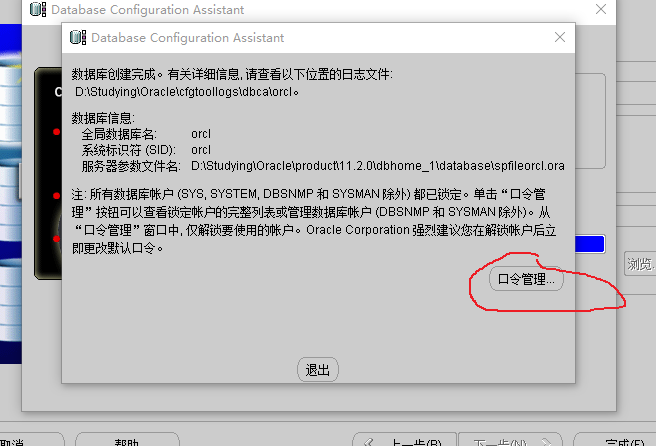 Database Configuration Assistant
Database Configuration Assistant
数据库创建完成。有关详细信息, 请查看以下位置的日志文件:
D:\Studying\Oracle\cfgtoollogs\dbca\orcl。
数据库信息:
全局数据库名: orcl
系统标识符 (SID): orcl
服务器参数文件名: D:\Studying\Oracle\product\11.2.0\dbhome_1\database\spfileorcl.ora
注: 所有数据库帐户 (SYS, SYSTEM, DBSNMP 和 SYSMAN 除外) 都已锁定。单击 “口令管
理” 按钮可以查看锁定帐户的完整列表或管理数据库帐户 (DBSNMP 和 SYSMAN 除外)。从
“口令管理” 窗口中, 仅解锁要使用的帐户。Oracle Corporation 强烈建议您在解锁帐户后立
即更改默认口令。
浏览
口令管理...
退出
取消
帮助
上一步(B)
下一步(N)
完成(F)